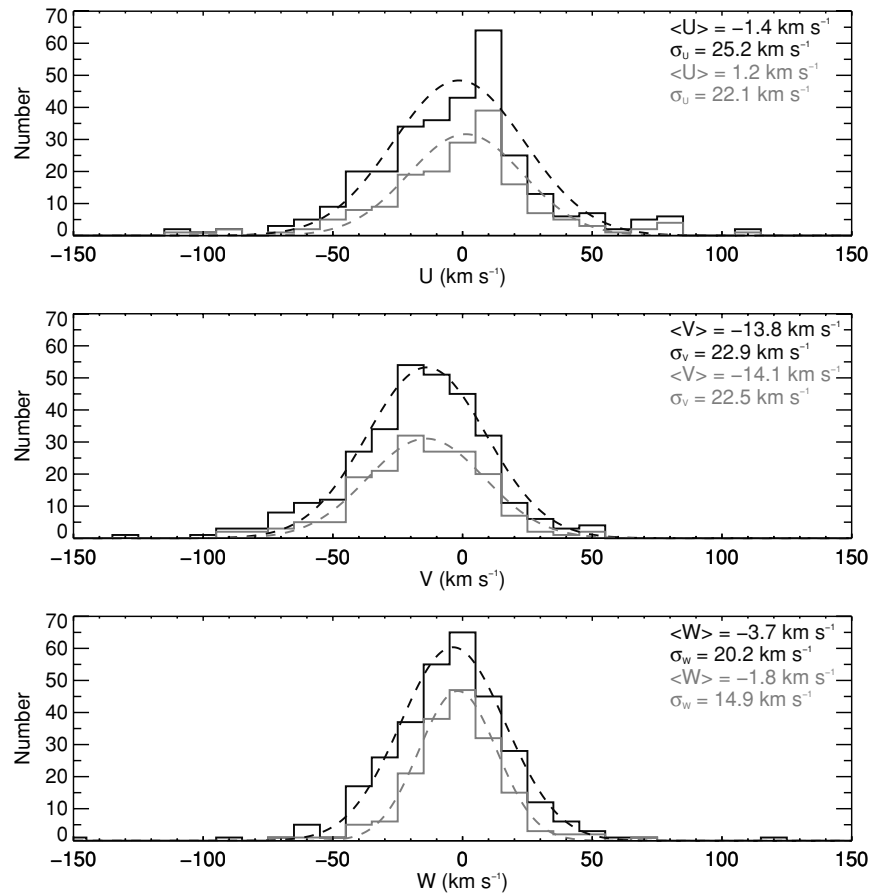 70
60
50
40
30
20
10
0
Number
<U> = −1.4 km s⁻¹
σᵤ = 25.2 km s⁻¹
<U> = 1.2 km s⁻¹
σᵤ = 22.1 km s⁻¹
−150 −100 −50 0 50 100 150
U (km s⁻¹)
70
60
50
40
30
20
10
0
Number
<V> = −13.8 km s⁻¹
σᵥ = 22.9 km s⁻¹
<V> = −14.1 km s⁻¹
σᵥ = 22.5 km s⁻¹
−150 −100 −50 0 50 100 150
V (km s⁻¹)
70
60
50
40
30
20
10
0
Number
<W> = −3.7 km s⁻¹
σw = 20.2 km s⁻¹
<W> = −1.8 km s⁻¹
σw = 14.9 km s⁻¹
−150 −100 −50 0 50 100 150
W (km s⁻¹)